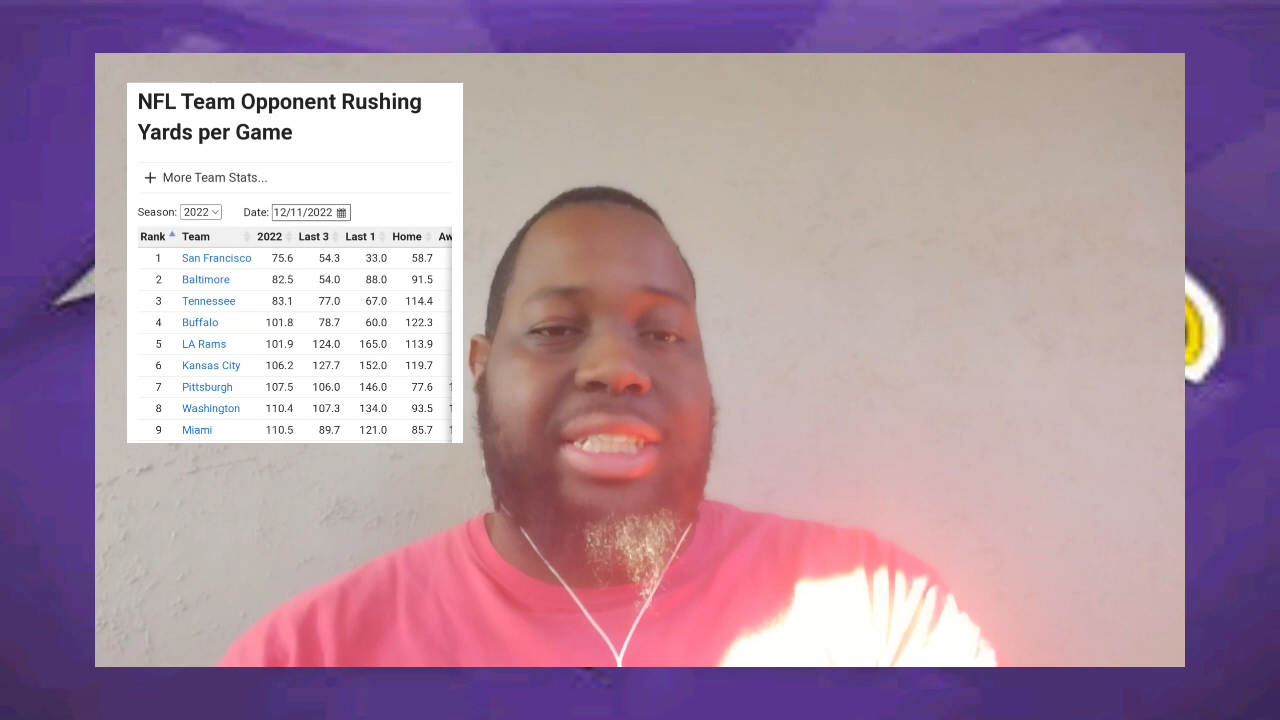 NFL Team Opponent Rushing
Yards per Game
+ More Team Stats...
Season: 2022 Date: 12/11/2022
Rank Team 2022 Last 3 Last 1 Home Aw
1 San Francisco 75.6 54.3 33.0 58.7
2 Baltimore 82.5 54.0 88.0 91.5
3 Tennessee 83.1 77.0 67.0 114.4
4 Buffalo 101.8 78.7 60.0 122.3
5 LA Rams 101.9 124.0 165.0 113.9
6 Kansas City 106.2 127.7 152.0 119.7
7 Pittsburgh 107.5 106.0 146.0 77.6 1
8 Washington 110.4 107.3 134.0 93.5 1
9 Miami 110.5 89.7 121.0 85.7 1